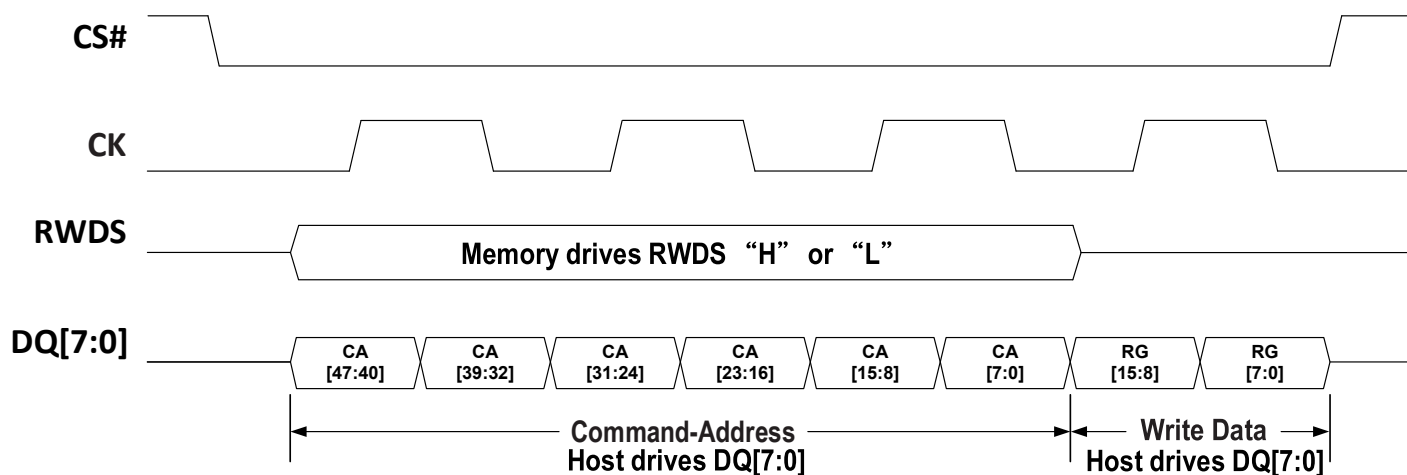 CS#
CK
RWDS
Memory drives RWDS “H” or “L”
DQ[7:0]
CA [47:40]
CA [39:32]
CA [31:24]
CA [23:16]
CA [15:8]
CA [7:0]
RG [15:8]
RG [7:0]
Command-Address
Host drives DQ[7:0]
Write Data
Host drives DQ[7:0]